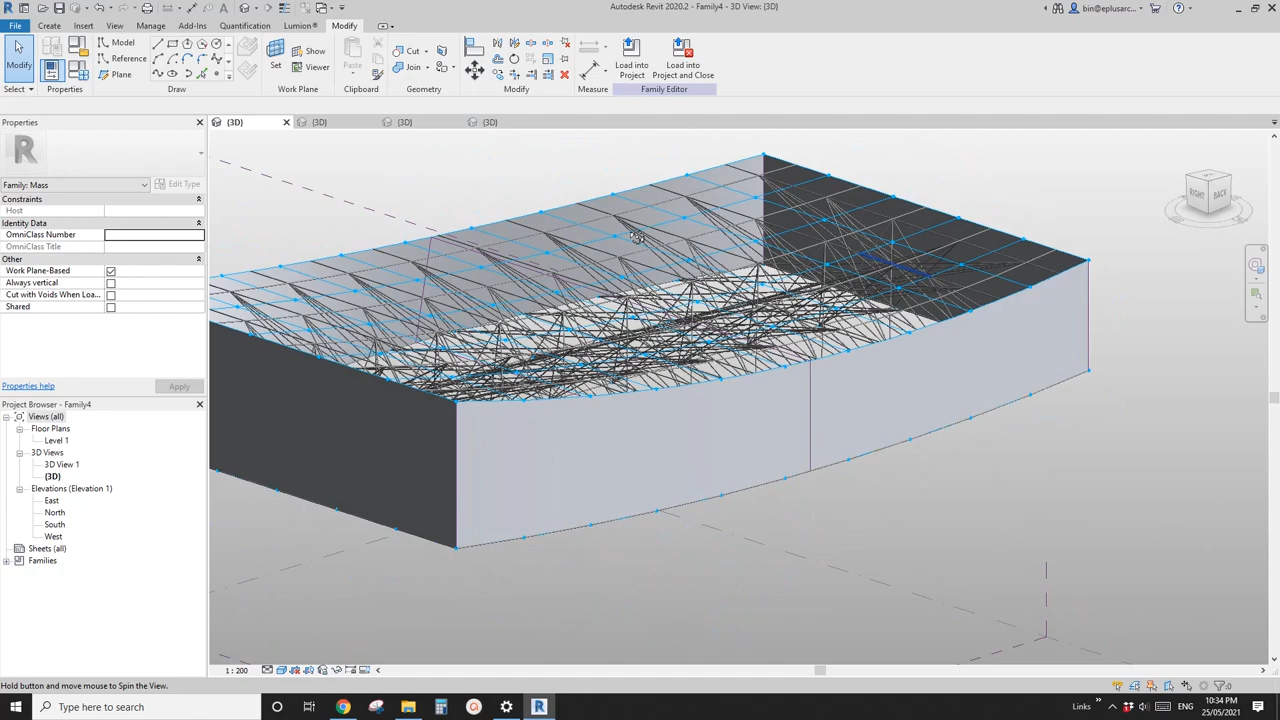 Autodesk Revit 2020.2 - Family4 - 3D View: {3D}
bin@eplusarc...
File Create Insert View Manage Add-Ins Quantification Lumion® Modify
Modify
Model
Reference
Plane
Set
Show
Viewer
Paste
Cut
Join
Load into
Project
Load into
Project and Close
Select Properties Draw Work Plane Clipboard Geometry Modify Measure Family Editor
Properties
{3D} {3D} {3D} {3D}
Family: Mass
Edit Type
Constraints
Host
Identity Data
OmniClass Number
OmniClass Title
Other
Work Plane-Based
Always vertical
Cut with Voids When Loa...
Shared
Properties help
Apply
Project Browser - Family4
Views (all)
Floor Plans
Level 1
3D Views
3D View 1
{3D}
Elevations (Elevation 1)
East
North
South
West
Sheets (all)
Families
RIGHT BACK
1 : 200
Hold button and move mouse to Spin the View.
:0
Type here to search
Links
ENG
10:34 PM
25/05/2021